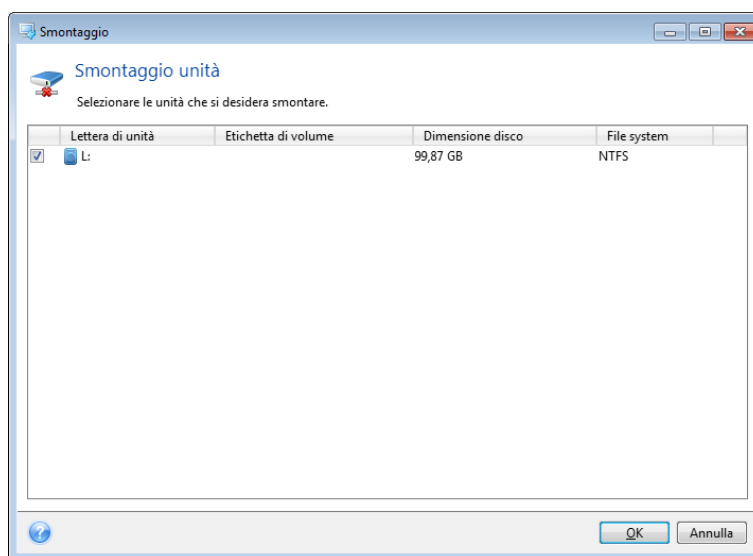 Smontaggio
Smontaggio unità
Selezionare le unità che si desidera smontare.
Lettera di unità Etichetta di volume Dimensione disco File system
L: 99,87 GB NTFS
OK Annulla